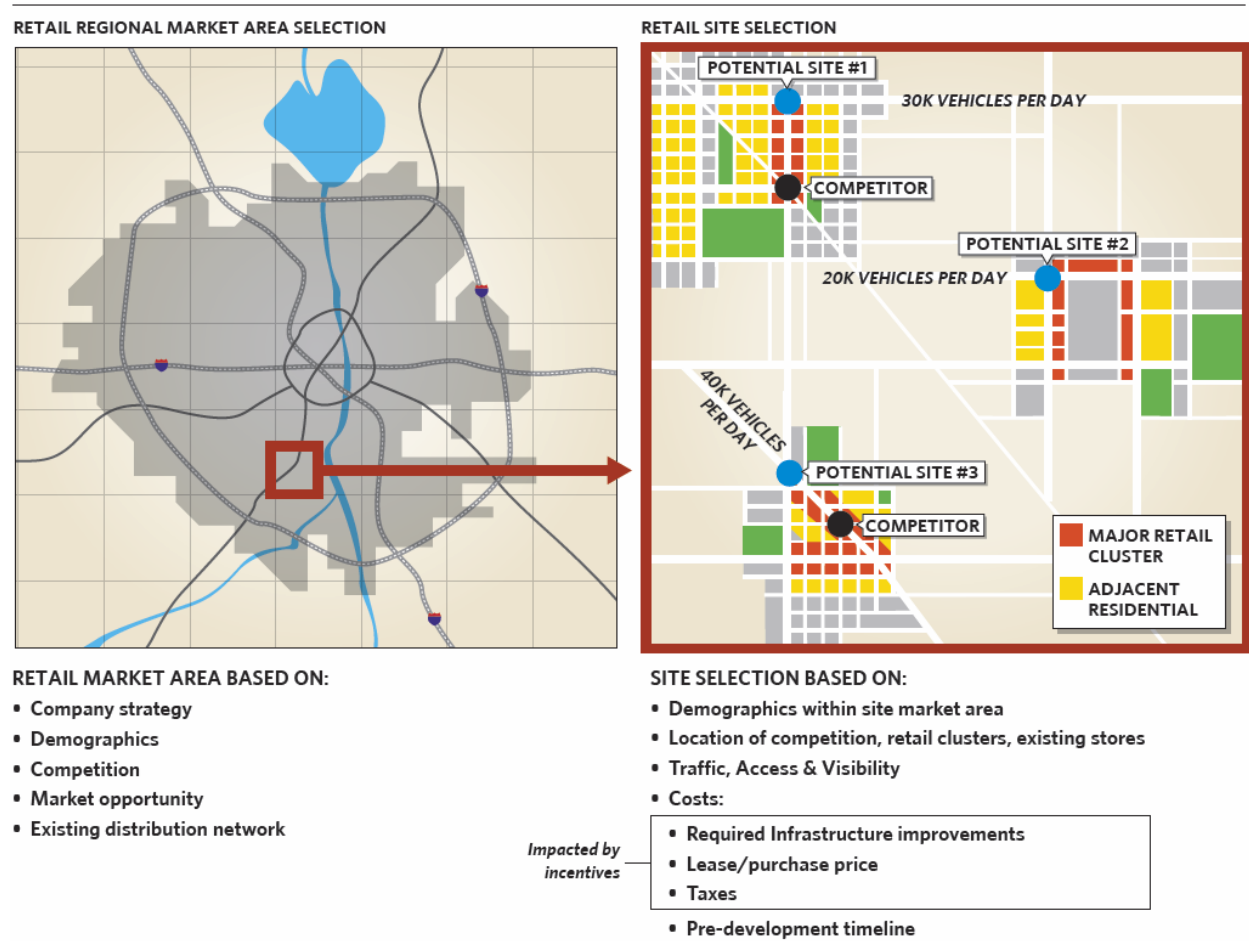 RETAIL REGIONAL MARKET AREA SELECTION
RETAIL SITE SELECTION
POTENTIAL SITE #1
30K VEHICLES PER DAY
COMPETITOR
POTENTIAL SITE #2
20K VEHICLES PER DAY
40K VEHICLES
PER DAY
POTENTIAL SITE #3
COMPETITOR
MAJOR RETAIL
CLUSTER
ADJACENT
RESIDENTIAL
RETAIL MARKET AREA BASED ON:
• Company strategy
• Demographics
• Competition
• Market opportunity
• Existing distribution network
SITE SELECTION BASED ON:
• Demographics within site market area
• Location of competition, retail clusters, existing stores
• Traffic, Access & Visibility
• Costs:
Impacted by
incentives
• Required Infrastructure improvements
• Lease/purchase price
• Taxes
• Pre-development timeline